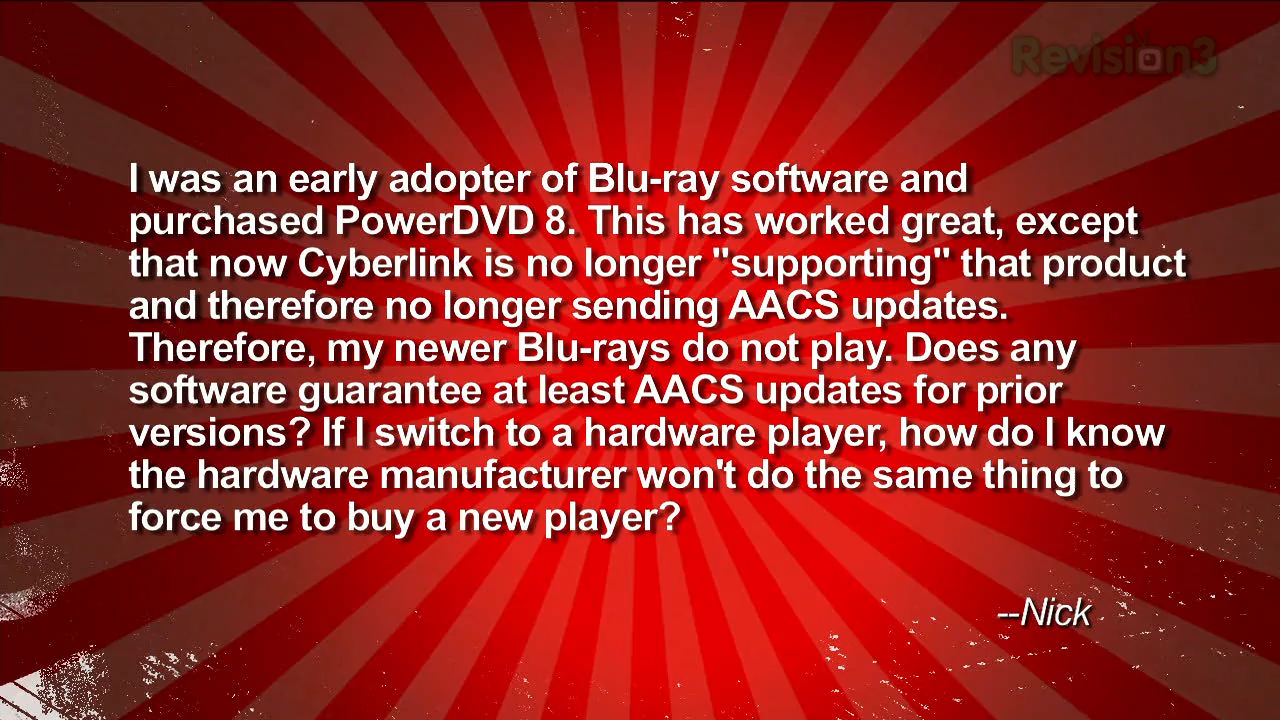 Revision3
I was an early adopter of Blu-ray software and
purchased PowerDVD 8. This has worked great, except
that now Cyberlink is no longer "supporting" that product
and therefore no longer sending AACS updates.
Therefore, my newer Blu-rays do not play. Does any
software guarantee at least AACS updates for prior
versions? If I switch to a hardware player, how do I know
the hardware manufacturer won't do the same thing to
force me to buy a new player?
--Nick